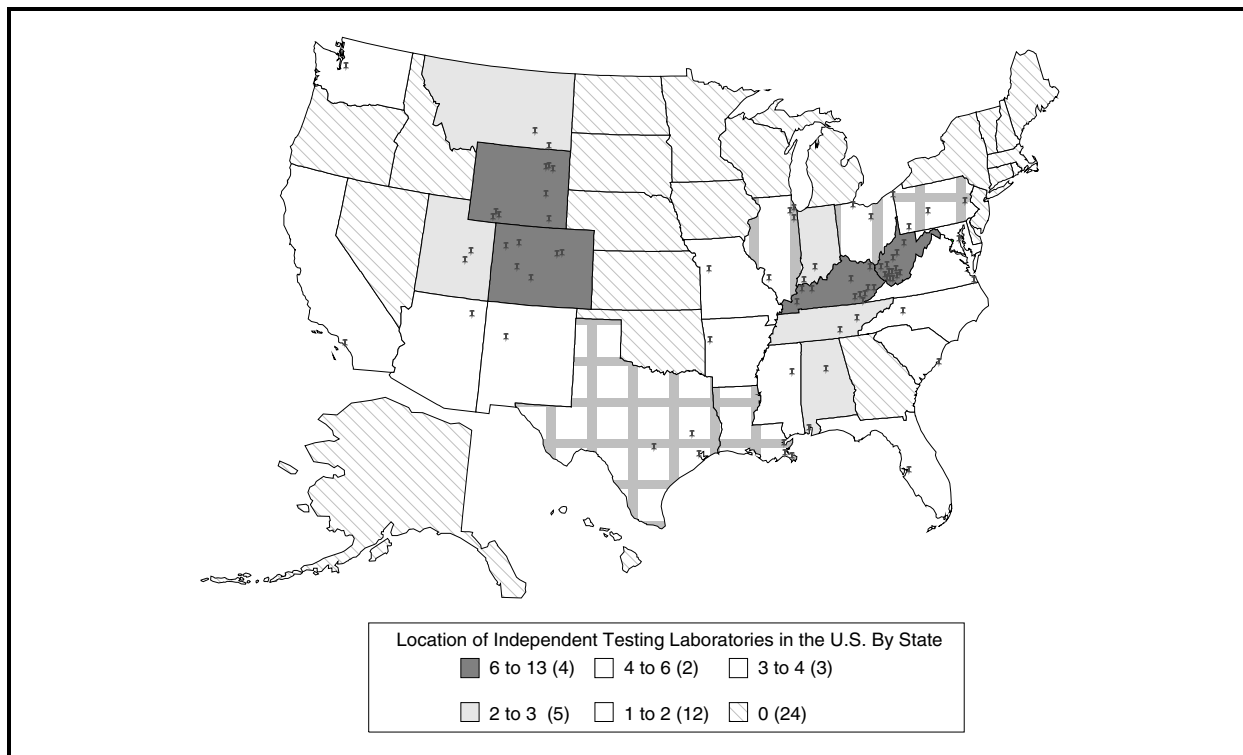 Location of Independent Testing Laboratories in the U.S. By State
6 to 13 (4) 4 to 6 (2) 3 to 4 (3)
2 to 3 (5) 1 to 2 (12) 0 (24)